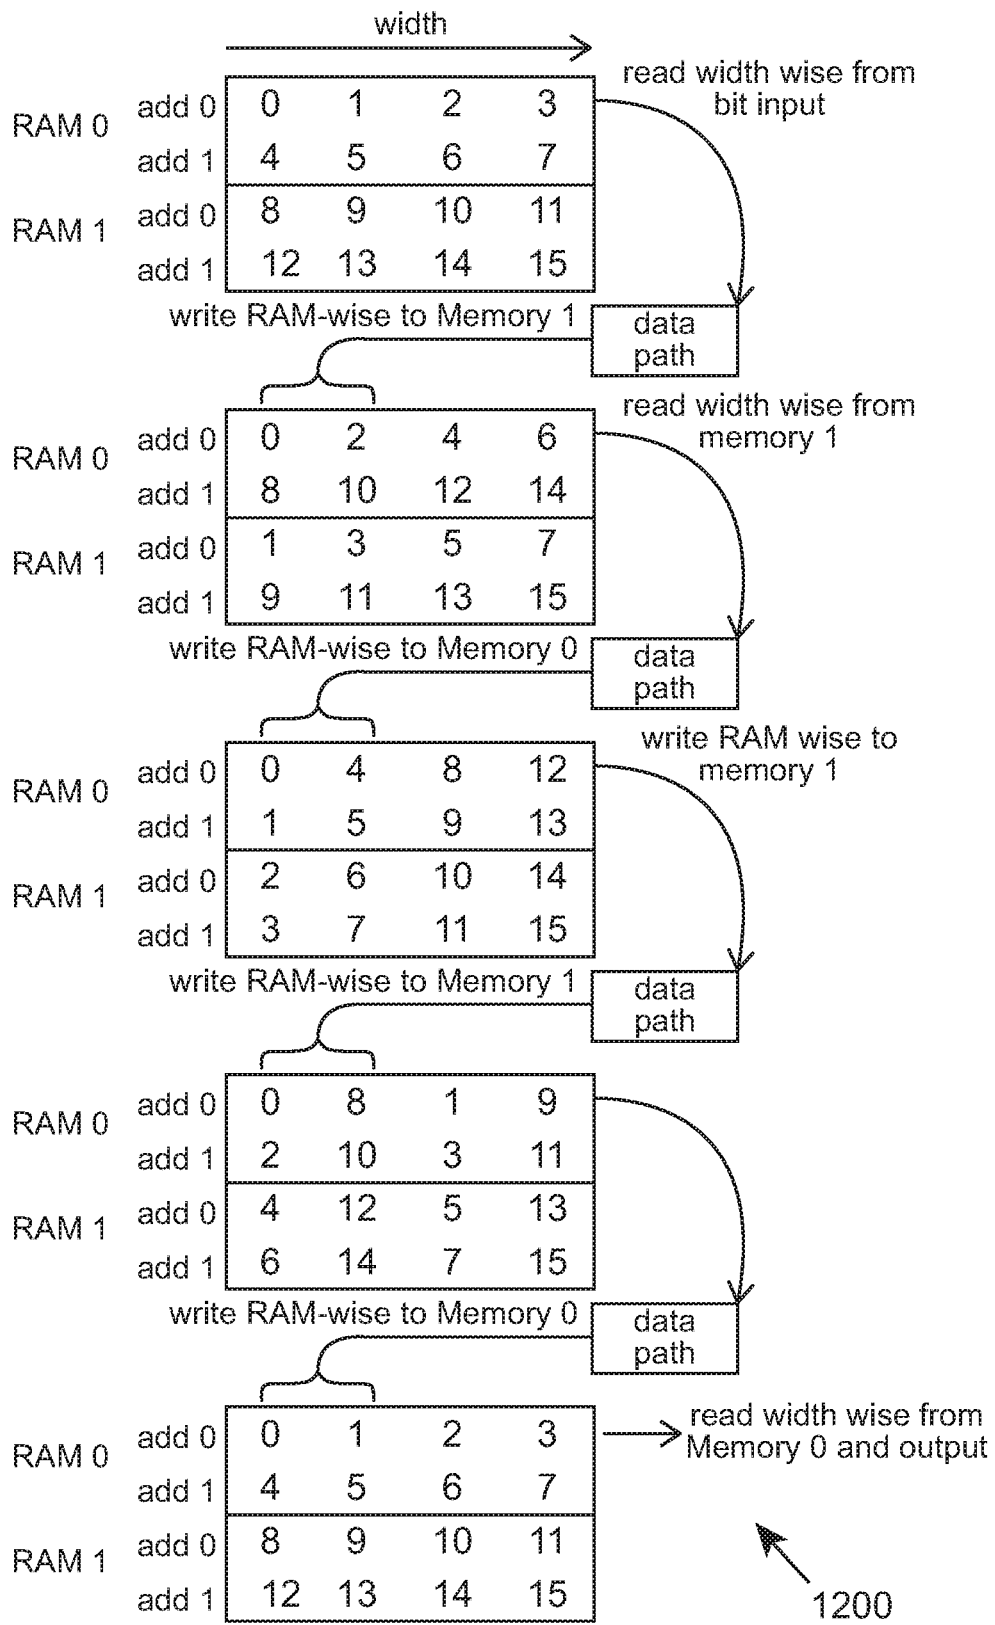 width
read width wise from
bit input
RAM 0
add 0 0 1 2 3
add 1 4 5 6 7
RAM 1
add 0 8 9 10 11
add 1 12 13 14 15
write RAM-wise to Memory 1
data
path
read width wise from
memory 1
RAM 0
add 0 0 2 4 6
add 1 8 10 12 14
RAM 1
add 0 1 3 5 7
add 1 9 11 13 15
write RAM-wise to Memory 0
data
path
write RAM wise to
memory 1
RAM 0
add 0 0 4 8 12
add 1 1 5 9 13
RAM 1
add 0 2 6 10 14
add 1 3 7 11 15
write RAM-wise to Memory 1
data
path
RAM 0
add 0 0 8 1 9
add 1 2 10 3 11
RAM 1
add 0 4 12 5 13
add 1 6 14 7 15
write RAM-wise to Memory 0
data
path
read width wise from
Memory 0 and output
RAM 0
add 0 0 1 2 3
add 1 4 5 6 7
RAM 1
add 0 8 9 10 11
add 1 12 13 14 15
1200